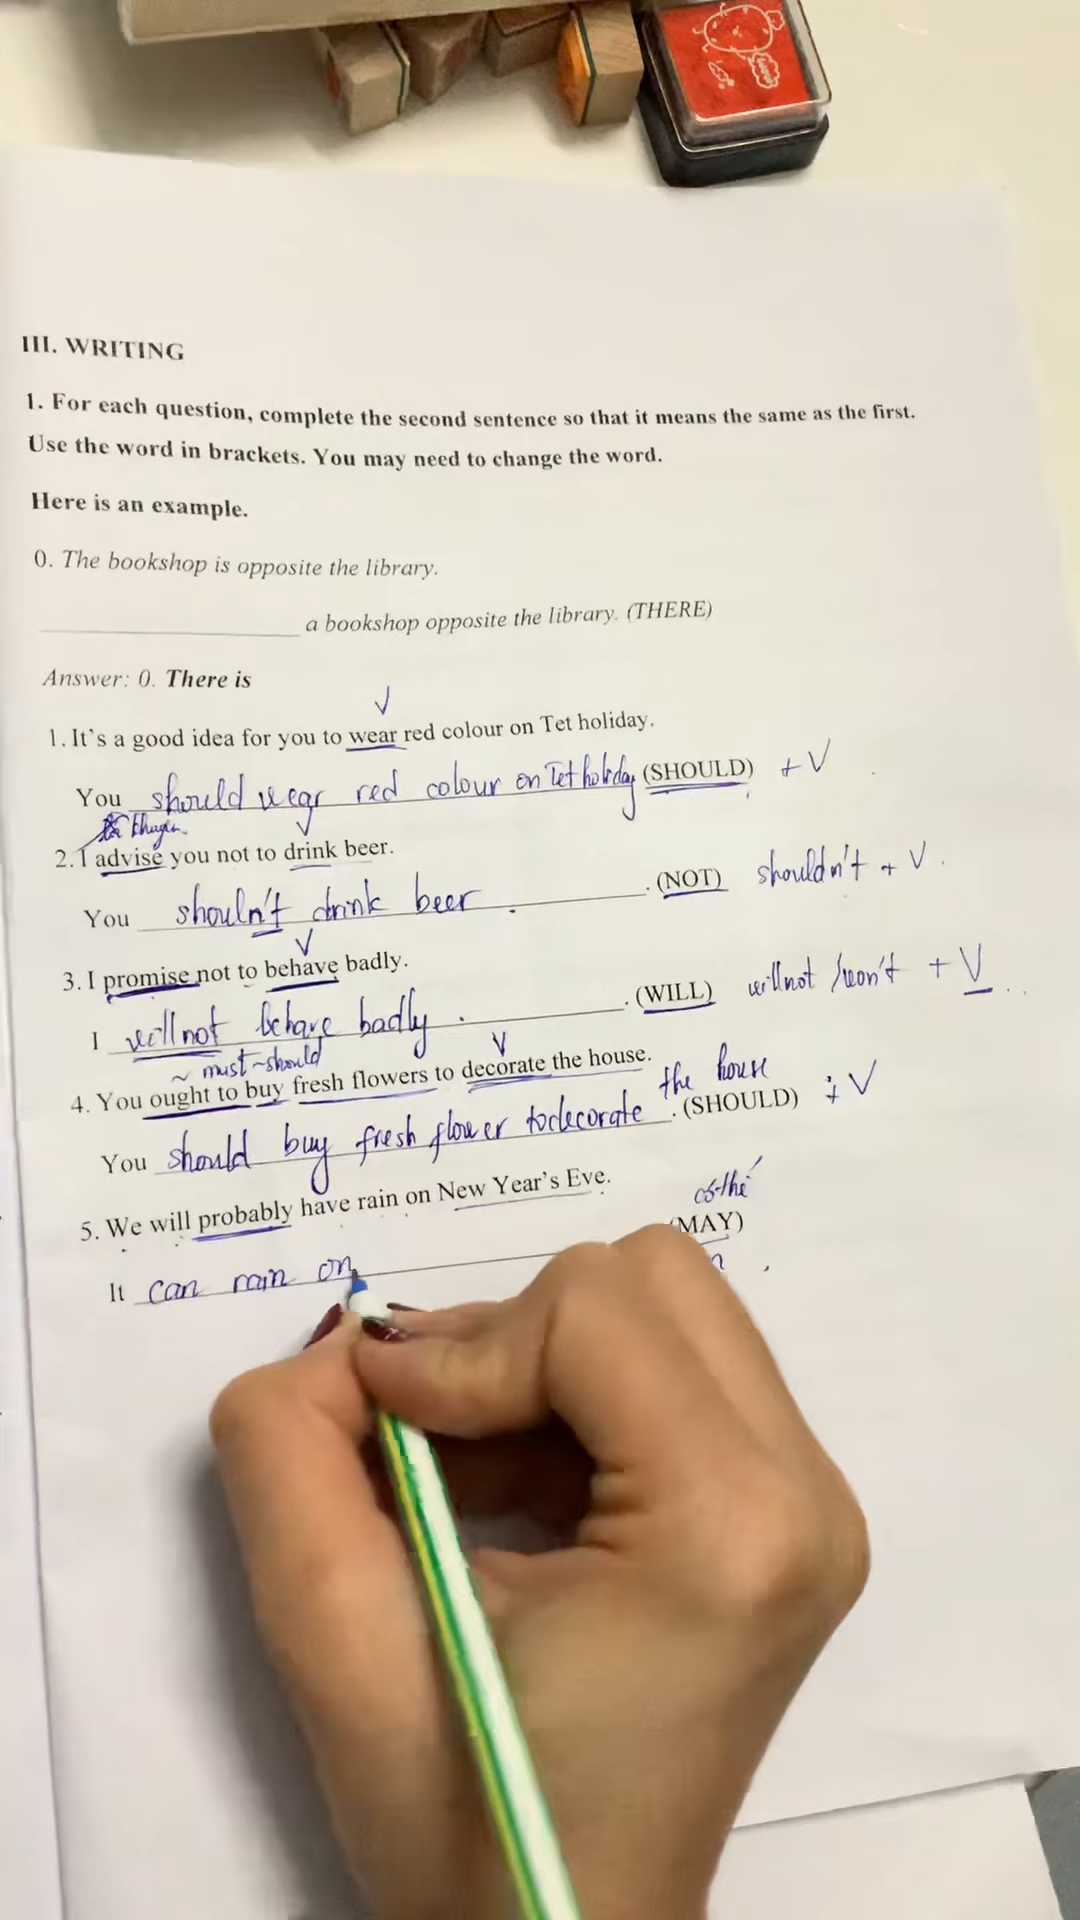 III. WRITING
1. For each question, complete the second sentence so that it means the same as the first.
Use the word in brackets. You may need to change the word.
Here is an example.
0. The bookshop is opposite the library.
a bookshop opposite the library. (THERE)
Answer: 0. There is
V
1. It's a good idea for you to wear red colour on Tet holiday.
You should wear red colour on Tet holiday (SHOULD) + V
V
2. I advise you not to drink beer.
You shouln't drink beer . . (NOT) shouldn't + V .
V
3. I promise not to behave badly.
I will not behave badly . . (WILL) will not / won't + V
~ must ~ should V
4. You ought to buy fresh flowers to decorate the house.
the house
You should buy fresh flower to decorate . (SHOULD) + V
5. We will probably have rain on New Year's Eve.
có thể
It can rain on (MAY)